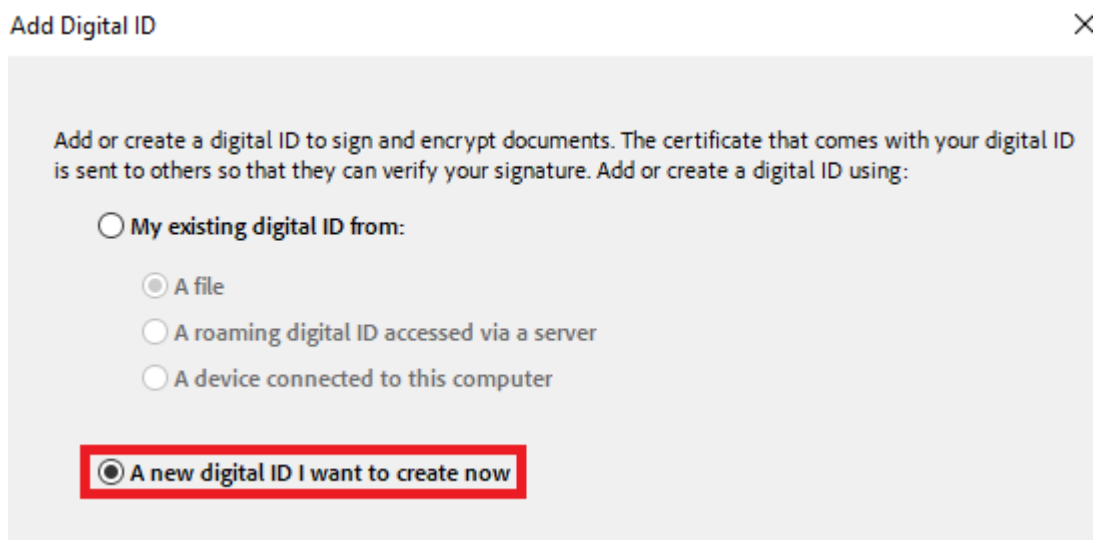 Add Digital ID
Add or create a digital ID to sign and encrypt documents. The certificate that comes with your digital ID
is sent to others so that they can verify your signature. Add or create a digital ID using:
My existing digital ID from:
A file
A roaming digital ID accessed via a server
A device connected to this computer
A new digital ID I want to create now